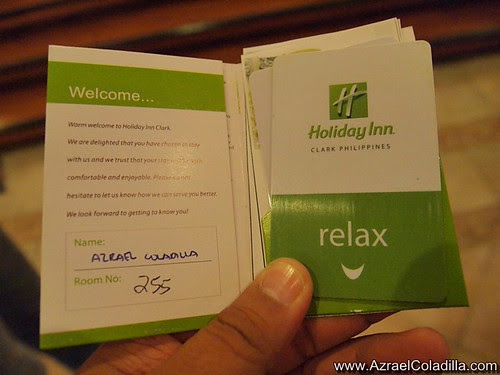 Welcome...
Warm welcome to Holiday Inn Clark.
We are delighted that you have chosen to stay
with us and we trust that your stay will be both
comfortable and enjoyable. Please do not
hesitate to let us know how we can serve you better.
We look forward to getting to know you!
Name:
AZRAEL COLADILLA
Room No:
255
H
Holiday Inn
CLARK PHILIPPINES
relax
www.AzraelColadilla.com